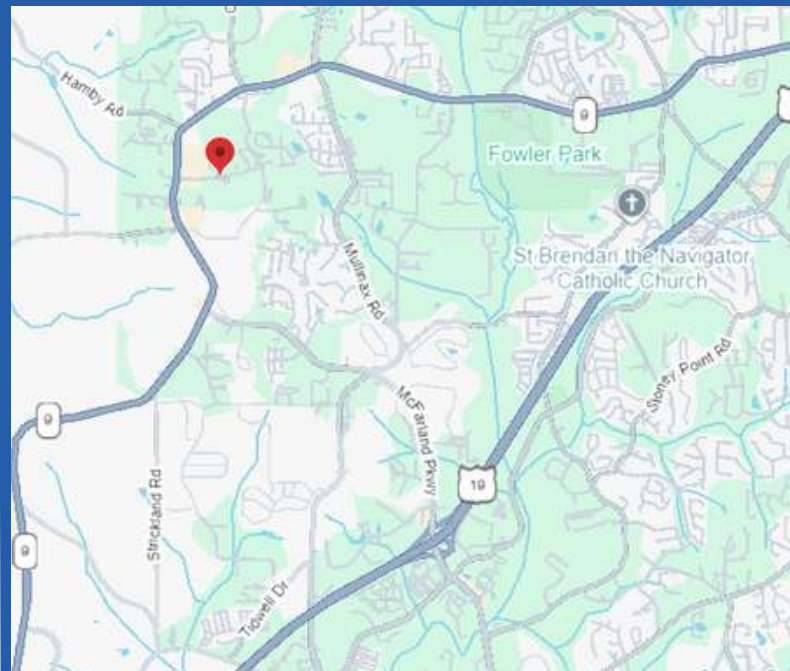 Hamby Rd
9
Fowler Park
St Brendan the Navigator
Catholic Church
Mullinax Rd
Stoney Point Rd
McFarland Pkwy
9
19
Strickland Rd
9
Tidwell Dr